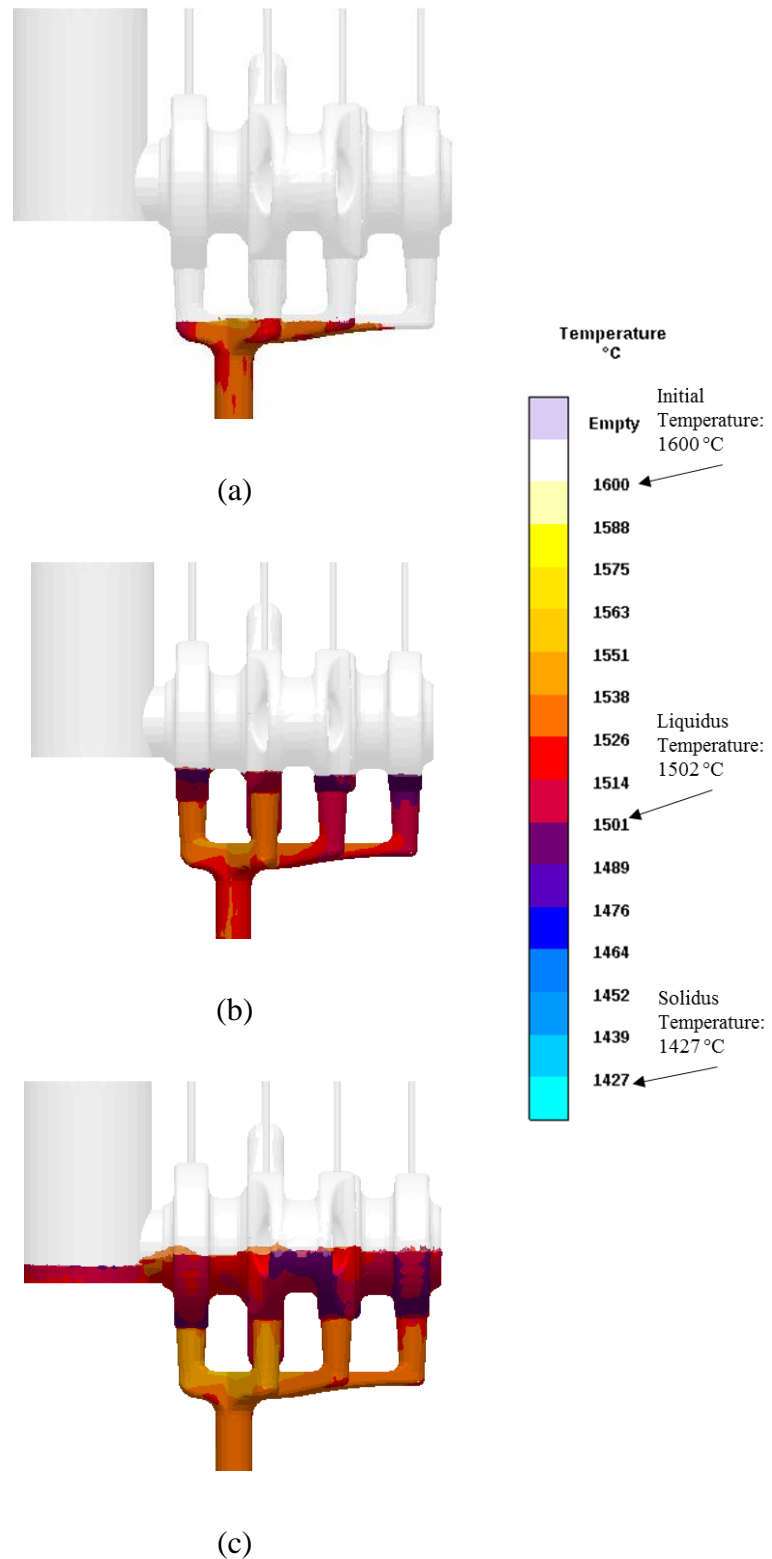 (a)
Temperature
°C
Empty
1600
1588
1575
1563
1551
1538
1526
1514
1501
1489
1476
1464
1452
1439
1427
Initial
Temperature:
1600 °C
Liquidus
Temperature:
1502 °C
Solidus
Temperature:
1427 °C
(b)
(c)